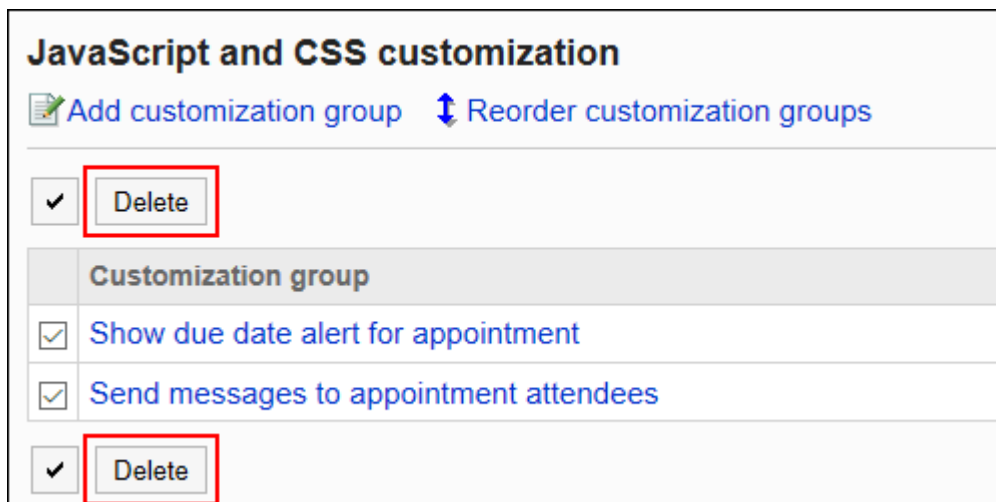 JavaScript and CSS customization
Add customization group Reorder customization groups
Delete
Customization group
Show due date alert for appointment
Send messages to appointment attendees
Delete